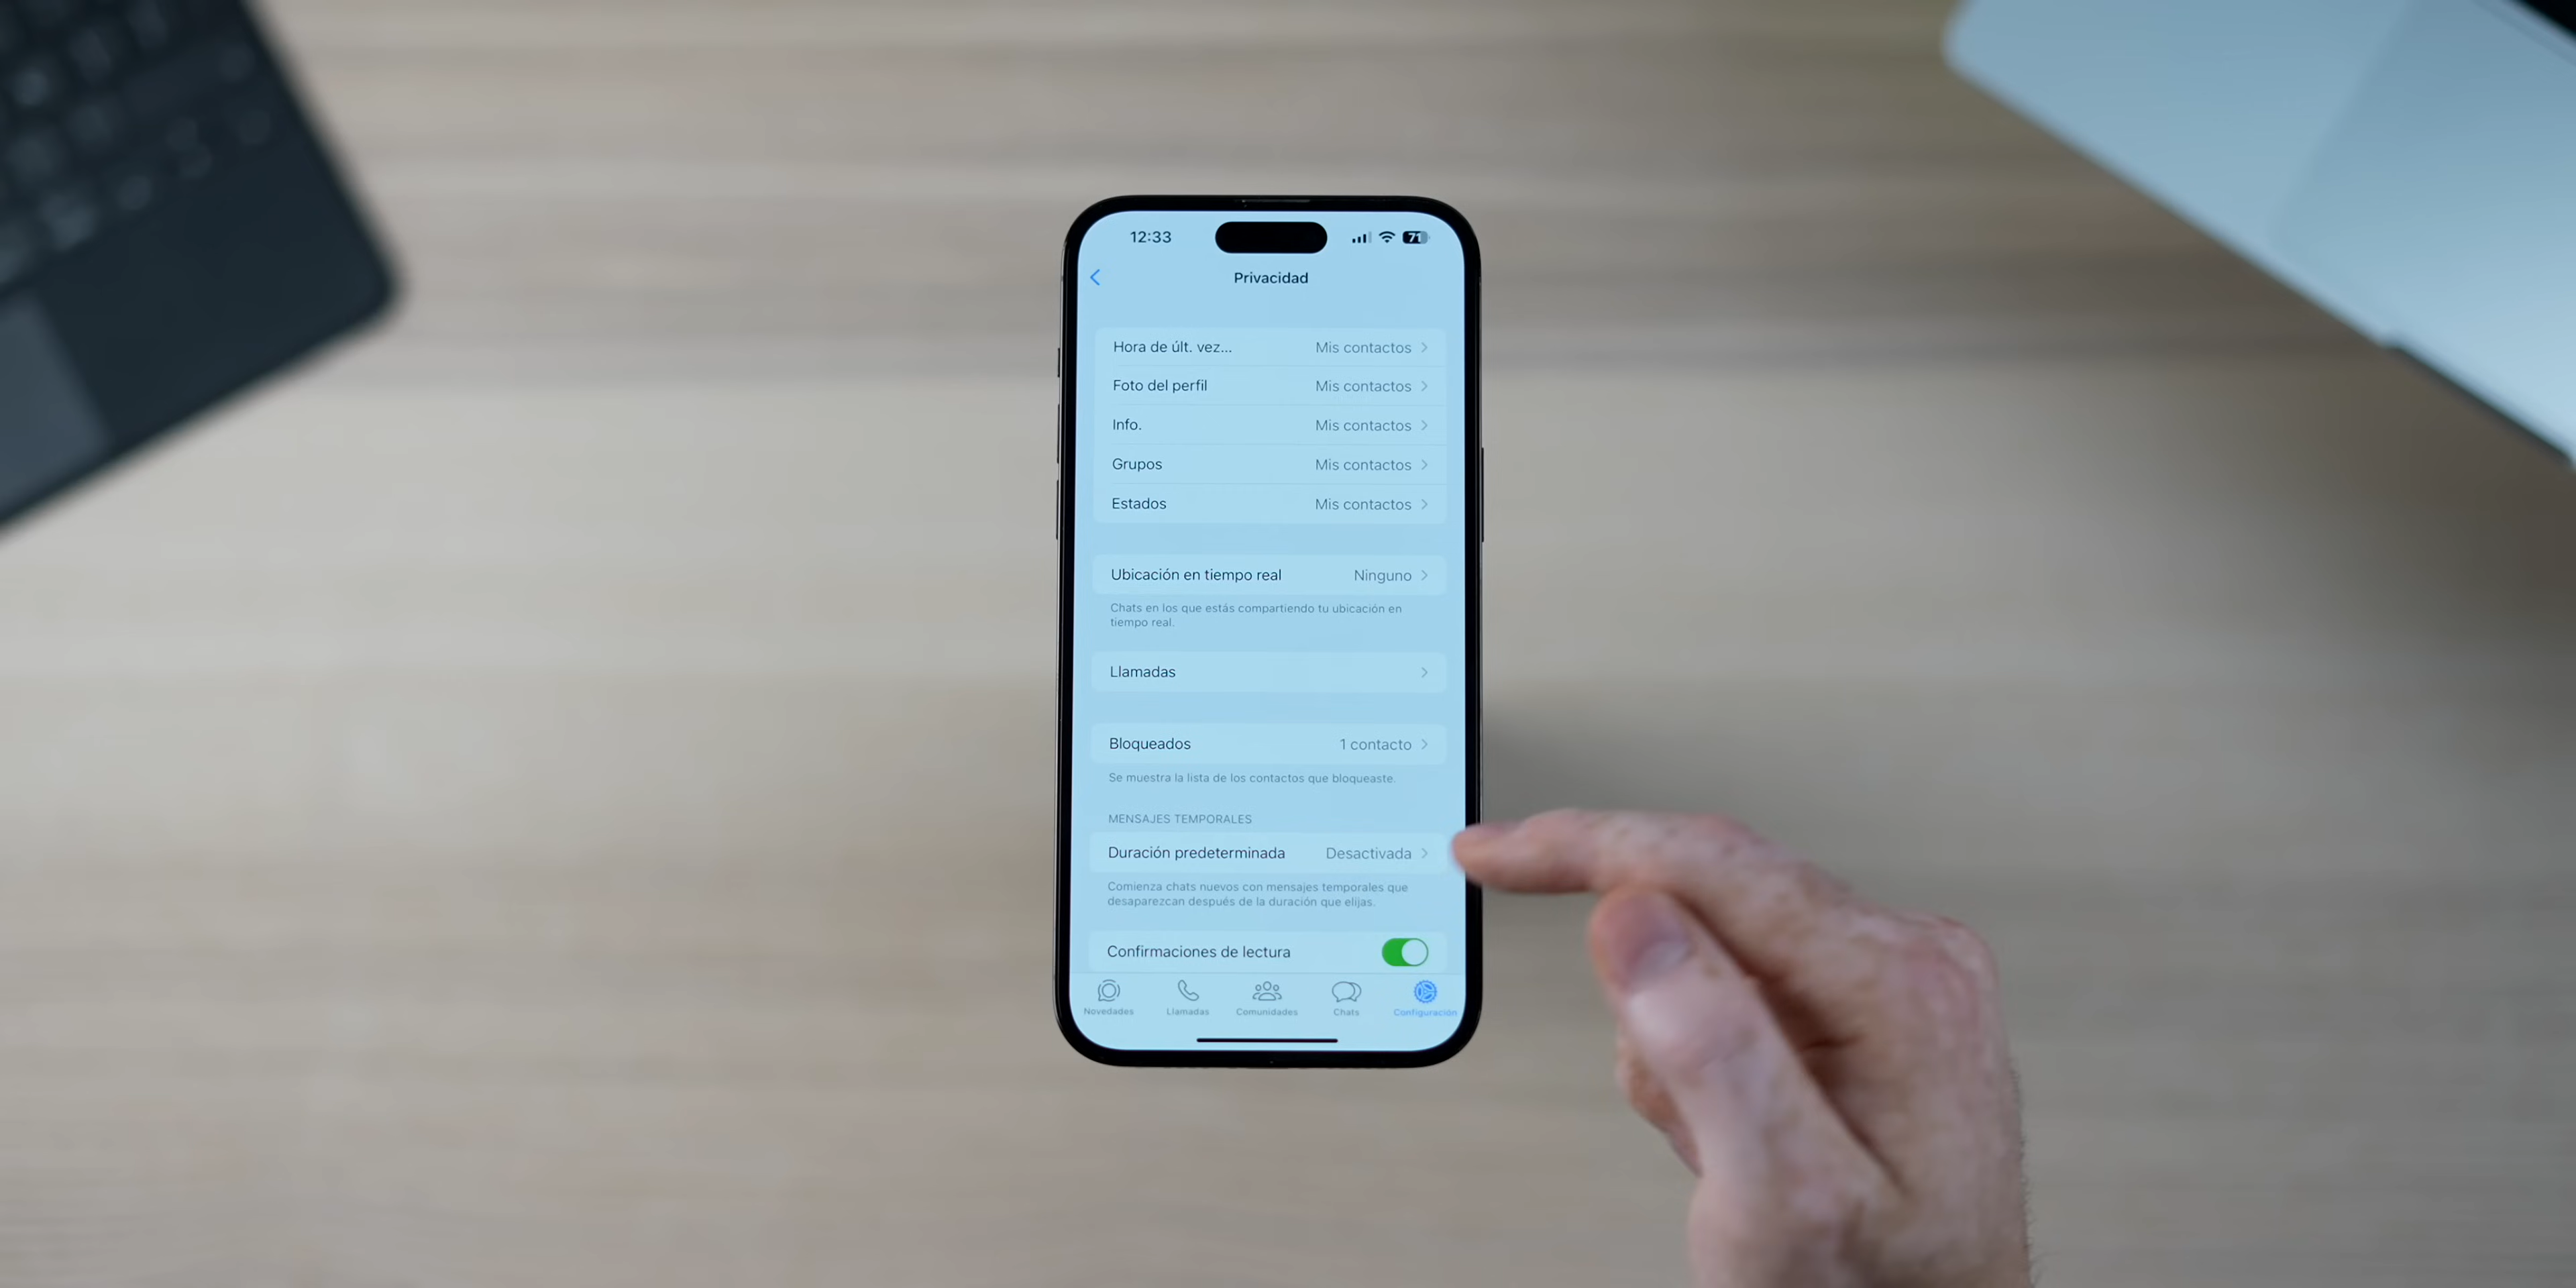 12:33
71
Privacidad
Hora de últ. vez... Mis contactos
Foto del perfil Mis contactos
Info. Mis contactos
Grupos Mis contactos
Estados Mis contactos
Ubicación en tiempo real Ninguno
Chats en los que estás compartiendo tu ubicación en
tiempo real.
Llamadas
Bloqueados 1 contacto
Se muestra la lista de los contactos que bloqueaste.
MENSAJES TEMPORALES
Duración predeterminada Desactivada
Comienza chats nuevos con mensajes temporales que
desaparezcan después de la duración que elijas.
Confirmaciones de lectura
Novedades Llamadas Comunidades Chats Configuración